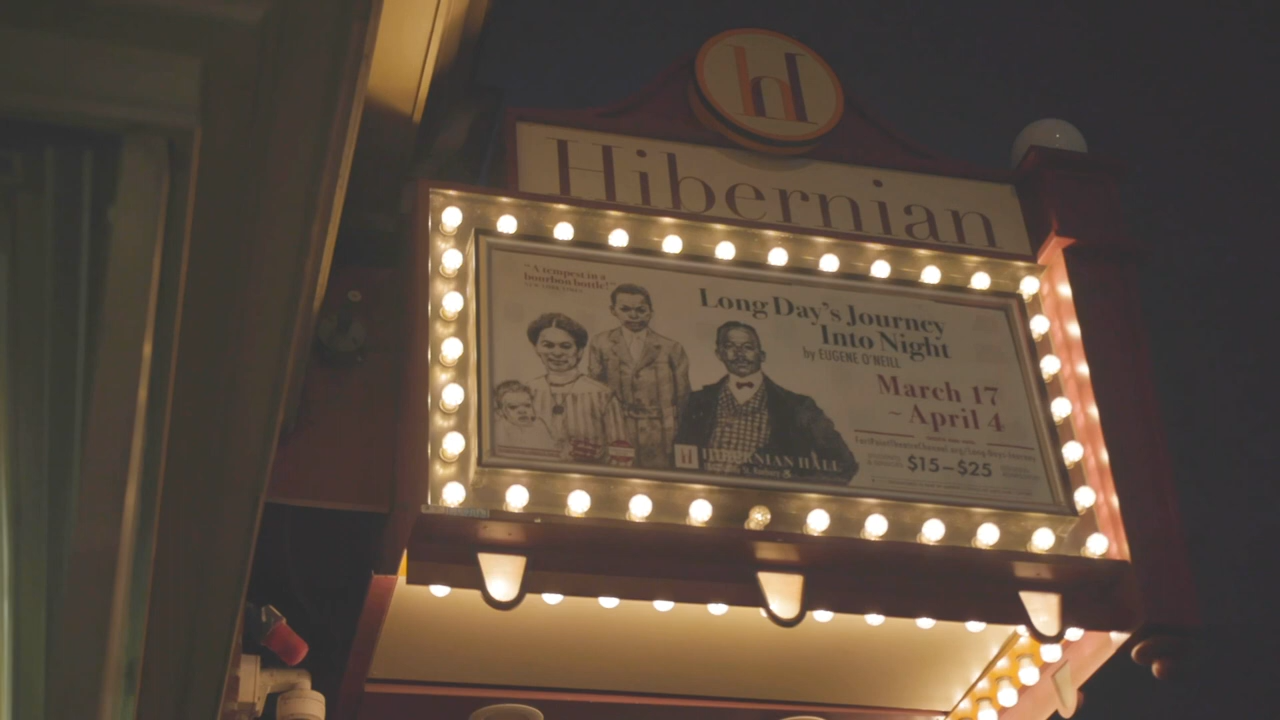 H
Hibernian
"A tempest in a
bourbon bottle!"
Long Day's Journey
Into Night
by EUGENE O'NEILL
March 17
~ April 4
$15–$25
H HIBERNIAN HALL